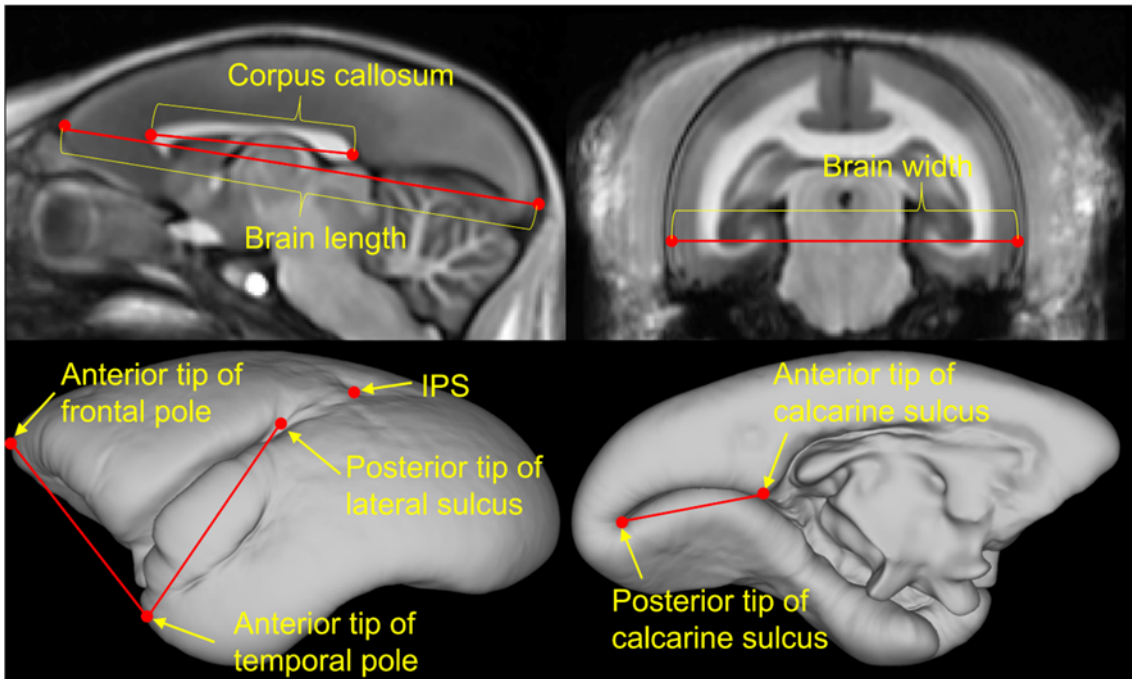 Corpus callosum
Brain length
Brain width
Anterior tip of
frontal pole
IPS
Posterior tip of
lateral sulcus
Anterior tip of
temporal pole
Anterior tip of
calcarine sulcus
Posterior tip of
calcarine sulcus